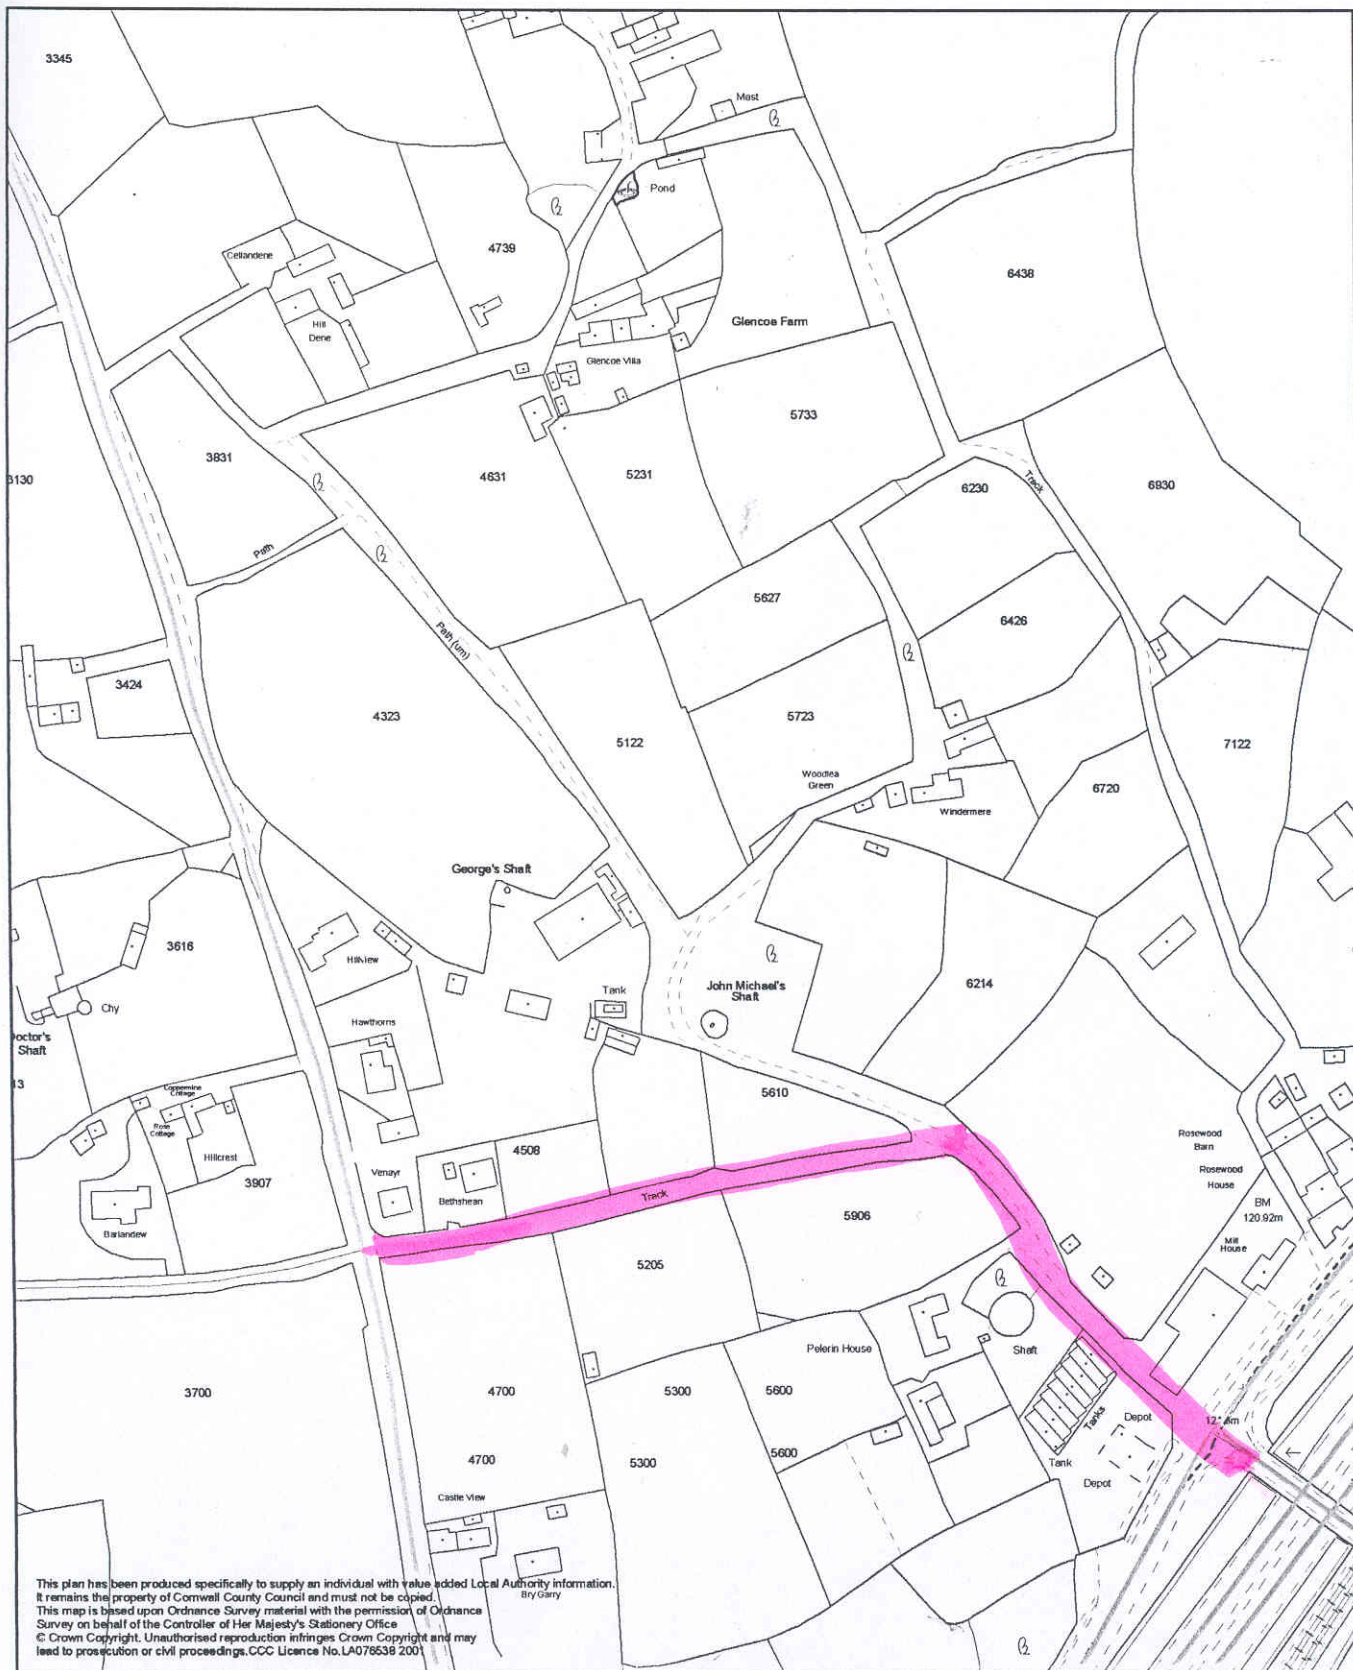 3345
Mast
Pond
4739
Cellandene
6438
Hill
Dene
Glencoe Farm
Glencoe Villa
5733
3831
4631
5231
6230
Track
6930
Path
5627
6426
Path (um)
3424
4323
5122
5723
7122
Woodlea
Green
6720
Windermere
George's Shaft
3616
Hillview
Tank
John Michael's
Shaft
6214
Chy
Hawthorns
Doctor's
Shaft
13
Coppermine
Cottage
Rose
Cottage
Hillcrest
5610
4508
Rosewood
Barn
Rosewood
House
Venayr
Bethshean
Track
3907
BM
120.92m
Barlandew
5906
Mill
House
5205
Pelerin House
Shaft
3700
4700
5300
5600
Tanks
Depot
4700
5300
5600
Tank
Depot
Castle View
Bry Garry
This plan has been produced specifically to supply an individual with value added Local Authority information.
It remains the property of Cornwall County Council and must not be copied.
This map is based upon Ordnance Survey material with the permission of Ordnance
Survey on behalf of the Controller of Her Majesty's Stationery Office
© Crown Copyright. Unauthorised reproduction infringes Crown Copyright and may
lead to prosecution or civil proceedings.CCC Licence No.LA076538 2001